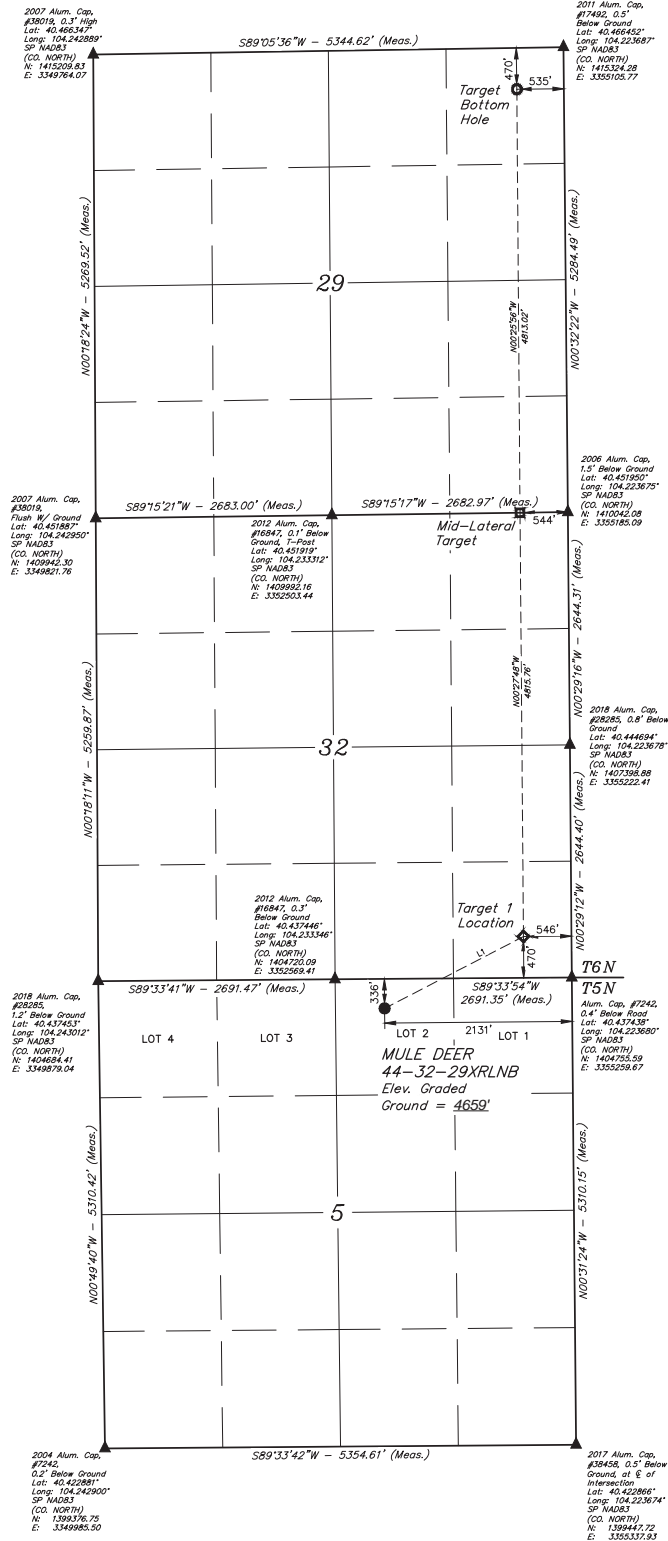 2007 Alum. Cap,
#38019, 0.3' High
Lat: 40.466347°
Long: 104.242889°
SP NAD83
(CO. NORTH)
N: 1415209.83
E: 3349764.07
S89°05'36"W - 5344.62' (Meas.)
2011 Alum. Cap,
#17492, 0.5'
Below Ground
Lat: 40.466452°
Long: 104.223687°
SP NAD83
(CO. NORTH)
N: 1415324.28
E: 3355105.77
470'
535'
Target
Bottom
Hole
N00°18'24"W - 5269.52' (Meas.)
29
N00°25'56"W
4813.02'
N00°32'22"W - 5284.49' (Meas.)
2007 Alum. Cap,
#38019,
Flush W/ Ground
Lat: 40.451887°
Long: 104.242950°
SP NAD83
(CO. NORTH)
N: 1409942.30
E: 3349821.76
S89°15'21"W - 2683.00' (Meas.)
S89°15'17"W - 2682.97' (Meas.)
2012 Alum. Cap,
#16847, 0.1' Below
Ground, T-Post
Lat: 40.451919°
Long: 104.233312°
SP NAD83
(CO. NORTH)
N: 1409992.16
E: 3352503.44
Mid-Lateral
Target
544'
2006 Alum. Cap,
1.5' Below Ground
Lat: 40.451950°
Long: 104.223675°
SP NAD83
(CO. NORTH)
N: 1410042.08
E: 3355185.09
N00°18'11"W - 5259.87' (Meas.)
32
N00°27'48"W
4815.76'
N00°29'16"W - 2644.31' (Meas.)
2018 Alum. Cap,
#28285, 0.8' Below
Ground
Lat: 40.444694°
Long: 104.223678°
SP NAD83
(CO. NORTH)
N: 1407398.88
E: 3355222.41
N00°29'12"W - 2644.40' (Meas.)
2012 Alum. Cap,
#16847, 0.3'
Below Ground
Lat: 40.437446°
Long: 104.233346°
SP NAD83
(CO. NORTH)
N: 1404720.09
E: 3352569.41
Target 1
Location
546'
L1
470'
T6N
T5N
2018 Alum. Cap,
#28285,
1.2' Below Ground
Lat: 40.437453°
Long: 104.243012°
SP NAD83
(CO. NORTH)
N: 1404684.41
E: 3349879.04
S89°33'41"W - 2691.47' (Meas.)
336'
S89°33'54"W
2691.35' (Meas.)
Alum. Cap, #7242,
0.4' Below Road
Lat: 40.437438°
Long: 104.223680°
SP NAD83
(CO. NORTH)
N: 1404755.59
E: 3355259.67
LOT 4
LOT 3
LOT 2
LOT 1
2131'
MULE DEER
44-32-29XRLNB
Elev. Graded
Ground = 4659'
N00°49'40"W - 5310.42' (Meas.)
5
N00°31'24"W - 5310.15' (Meas.)
S89°33'42"W - 5354.61' (Meas.)
2004 Alum. Cap,
#7242,
0.2' Below Ground
Lat: 40.422881°
Long: 104.242900°
SP NAD83
(CO. NORTH)
N: 1399376.75
E: 3349985.50
2017 Alum. Cap,
#38458, 0.5' Below
Ground, at ℄ of
Intersection
Lat: 40.422866°
Long: 104.223674°
SP NAD83
(CO. NORTH)
N: 1399447.72
E: 3355337.93